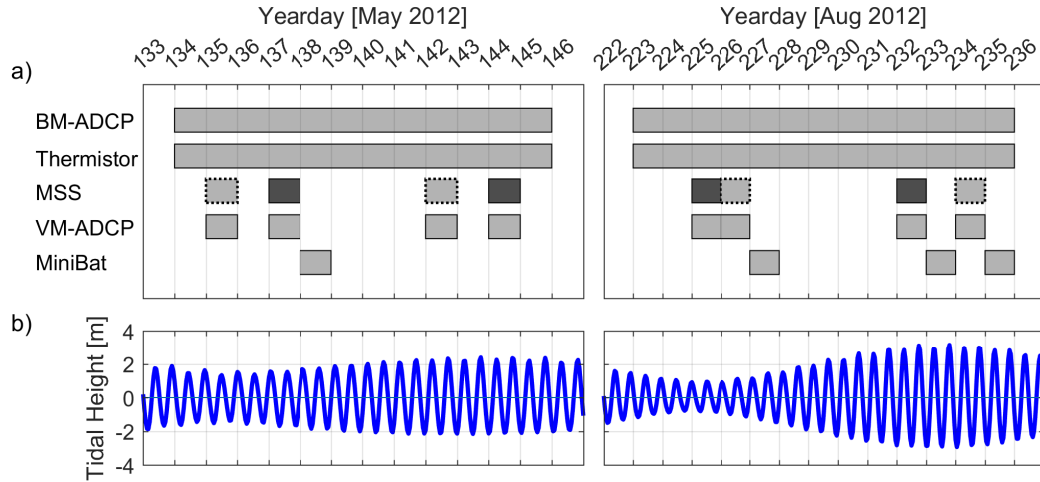 Yearday [May 2012]
Yearday [Aug 2012]
133 134 135 136 137 138 139 140 141 142 143 144 145 146
222 223 224 225 226 227 228 229 230 231 232 233 234 235 236
a)
BM-ADCP
Thermistor
MSS
VM-ADCP
MiniBat
b)
Tidal Height [m]
4
2
0
-2
-4